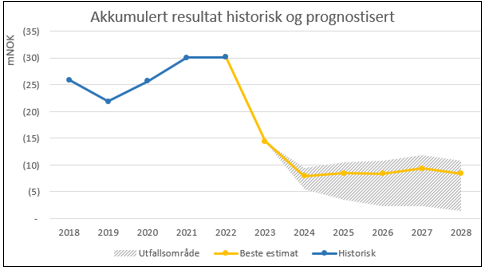 Akkumulert resultat historisk og prognostisert
mNOK
(35)
(30)
(25)
(20)
(15)
(10)
(5)
-
2018 2019 2020 2021 2022 2023 2024 2025 2026 2027 2028
Utfallsområde Beste estimat Historisk